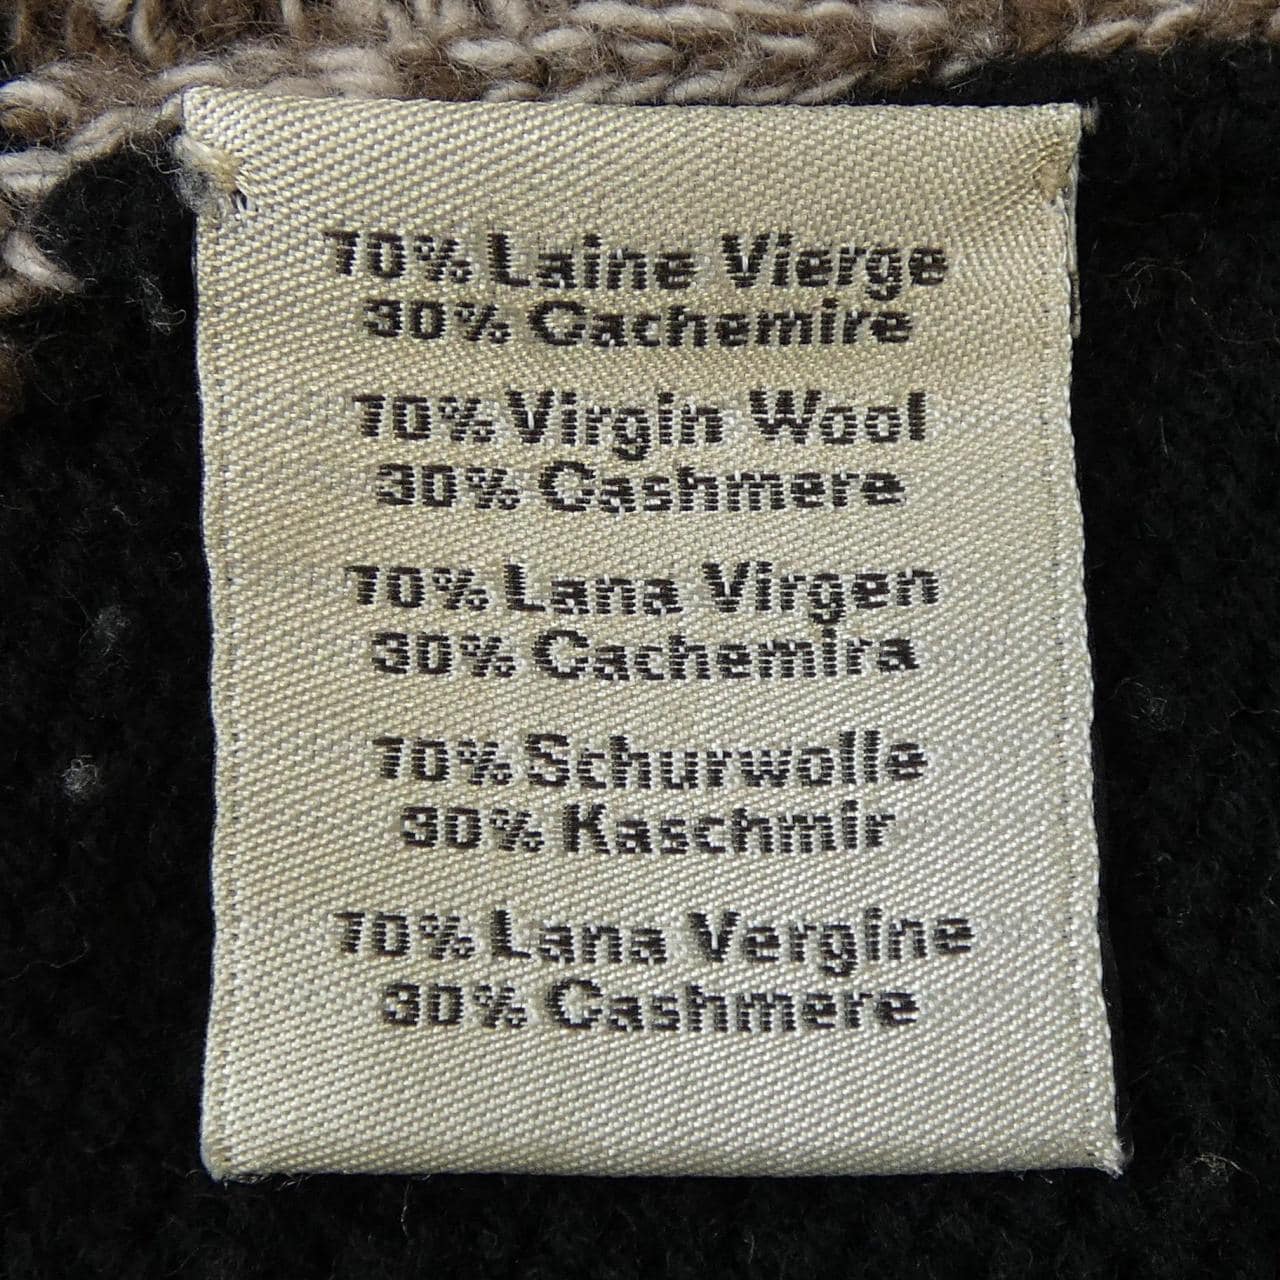 70% Laine Vierge
30% Cachemire
70% Virgin Wool
30% Cashmere
70% Lana Virgen
30% Cachemira
70% Schurwolle
30% Kaschmir
70% Lana Vergine
30% Cashmere